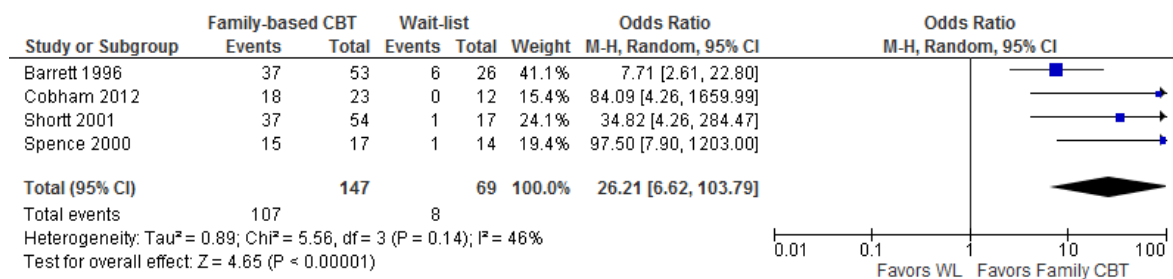 Family-based CBT Wait-list Odds Ratio Odds Ratio
Study or Subgroup Events Total Events Total Weight M-H, Random, 95% CI M-H, Random, 95% CI
Barrett 1996 37 53 6 26 41.1% 7.71 [2.61, 22.80]
Cobham 2012 18 23 0 12 15.4% 84.09 [4.26, 1659.99]
Shortt 2001 37 54 1 17 24.1% 34.82 [4.26, 284.47]
Spence 2000 15 17 1 14 19.4% 97.50 [7.90, 1203.00]
Total (95% CI) 147 69 100.0% 26.21 [6.62, 103.79]
Total events 107 8
Heterogeneity: Tau² = 0.89; Chi² = 5.56, df = 3 (P = 0.14); I² = 46%
Test for overall effect: Z = 4.65 (P < 0.00001)
0.01 0.1 1 10 100
Favors WL Favors Family CBT